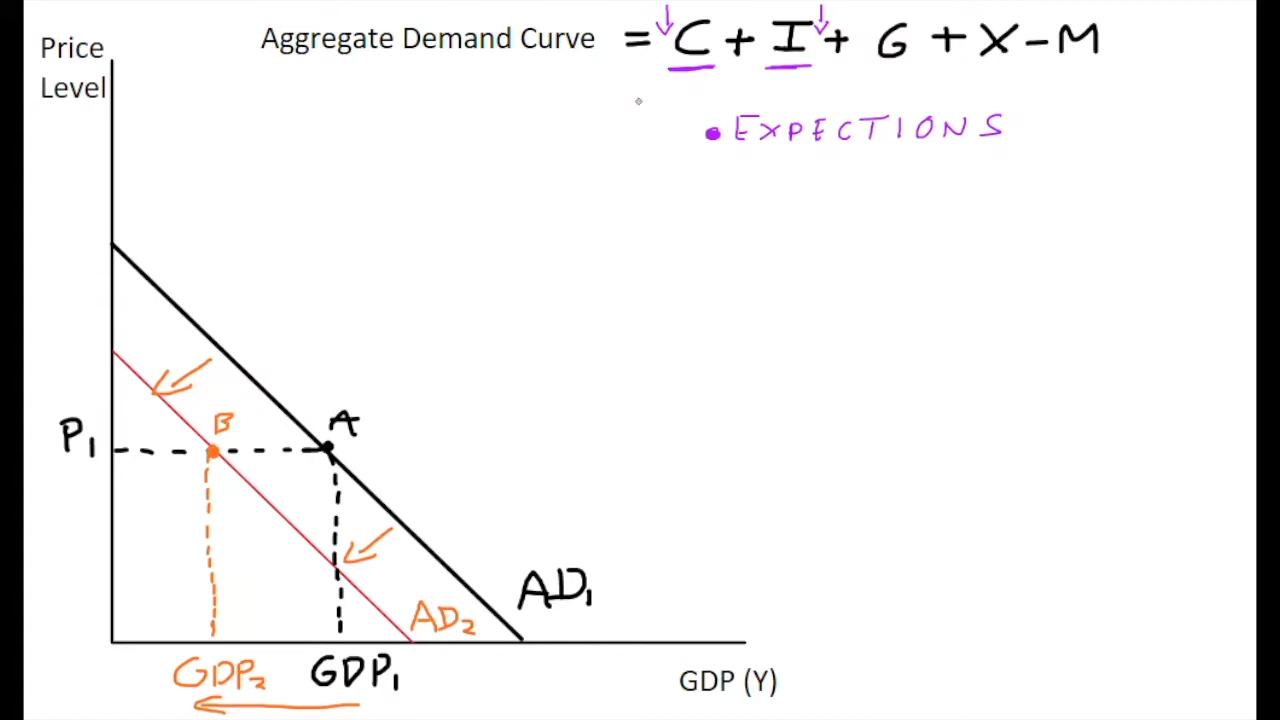 Price
Level
Aggregate Demand Curve = ↓C + I↓ + G + X - M
• EXPECTIONS
B
A
P₁
AD₁
AD₂
GDP₂
GDP₁
GDP (Y)